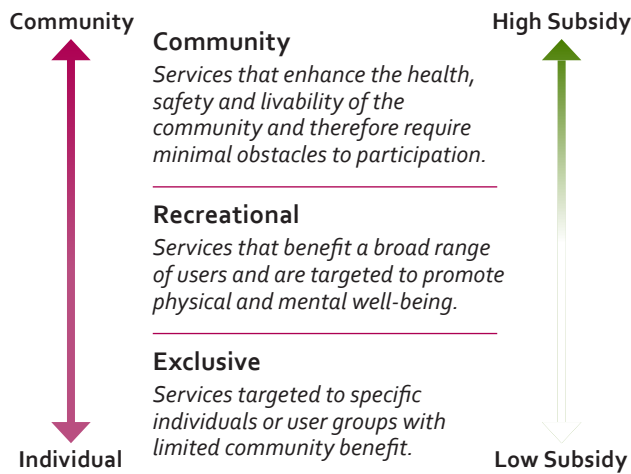 Community
High Subsidy
Community
Services that enhance the health,
safety and livability of the
community and therefore require
minimal obstacles to participation.
Recreational
Services that benefit a broad range
of users and are targeted to promote
physical and mental well-being.
Exclusive
Services targeted to specific
individuals or user groups with
limited community benefit.
Individual
Low Subsidy